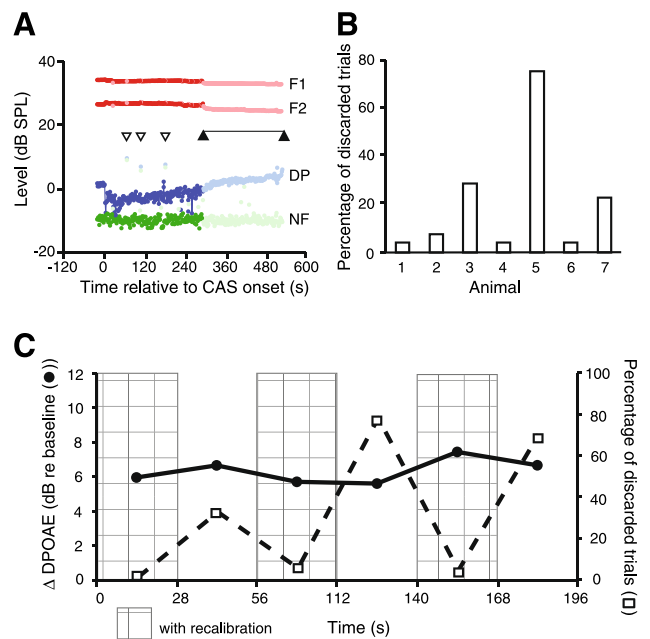 A
Level (dB SPL)
40
20
0
-20
F1
F2
DP
NF
-120 0 120 240 360 480 600
Time relative to CAS onset (s)
B
Percentage of discarded trials
80
60
40
20
0
1 2 3 4 5 6 7
Animal
C
Δ DPOAE (dB re baseline (●))
12
10
8
6
4
2
0
100
80
60
40
20
0
Percentage of discarded trials (□)
0 28 56 84 112 140 168 196
with recalibration
Time (s)